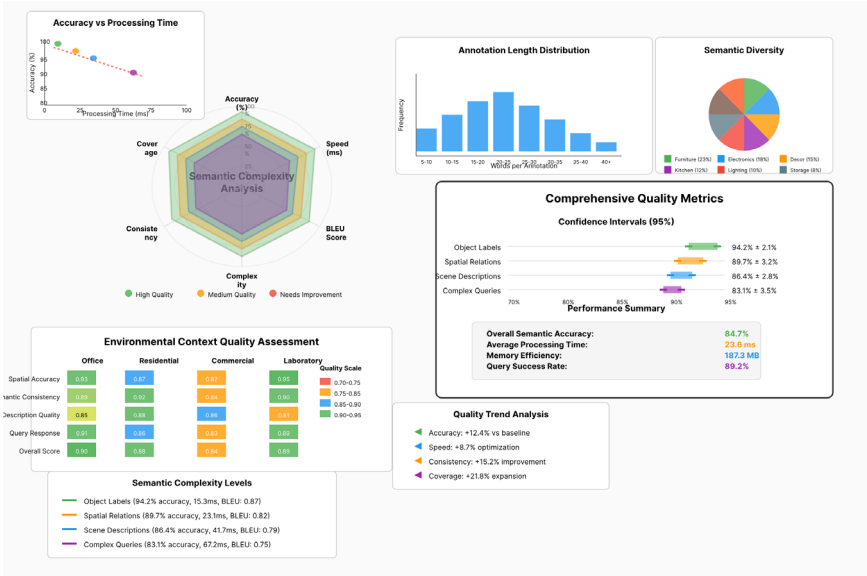 Accuracy vs Processing Time
Accuracy (%)
100
95
90
85
80
0
25
50
75
100
Processing Time (ms)
Accuracy
(%)
Speed
(ms)
BLEU
Score
Complex
ity
Consiste
ncy
Cover
age
Semantic Complexity
Analysis
High Quality
Medium Quality
Needs Improvement
Annotation Length Distribution
Frequency
5-10
10-15
15-20
20-25
25-30
30-35
35-40
40+
Words per Annotation
Semantic Diversity
Furniture (23%)
Electronics (18%)
Decor (15%)
Kitchen (12%)
Lighting (10%)
Storage (8%)
Comprehensive Quality Metrics
Confidence Intervals (95%)
Object Labels 94.2% ± 2.1%
Spatial Relations 89.7% ± 3.2%
Scene Descriptions 86.4% ± 2.8%
Complex Queries 83.1% ± 3.5%
70% 80% 85% 90% 95%
Performance Summary
Overall Semantic Accuracy: 84.7%
Average Processing Time: 23.6 ms
Memory Efficiency: 187.3 MB
Query Success Rate: 89.2%
Environmental Context Quality Assessment
Office Residential Commercial Laboratory
Spatial Accuracy 0.93 0.87 0.82 0.95
mantic Consistency 0.89 0.92 0.84 0.90
Description Quality 0.85 0.88 0.86 0.81
Query Response 0.91 0.86 0.83 0.89
Overall Score 0.90 0.88 0.84 0.89
Quality Scale
0.70-0.75
0.75-0.85
0.85-0.90
0.90-0.95
Quality Trend Analysis
Accuracy: +12.4% vs baseline
Speed: +8.7% optimization
Consistency: +15.2% improvement
Coverage: +21.8% expansion
Semantic Complexity Levels
Object Labels (94.2% accuracy, 15.3ms, BLEU: 0.87)
Spatial Relations (89.7% accuracy, 23.1ms, BLEU: 0.82)
Scene Descriptions (86.4% accuracy, 41.7ms, BLEU: 0.79)
Complex Queries (83.1% accuracy, 67.2ms, BLEU: 0.75)